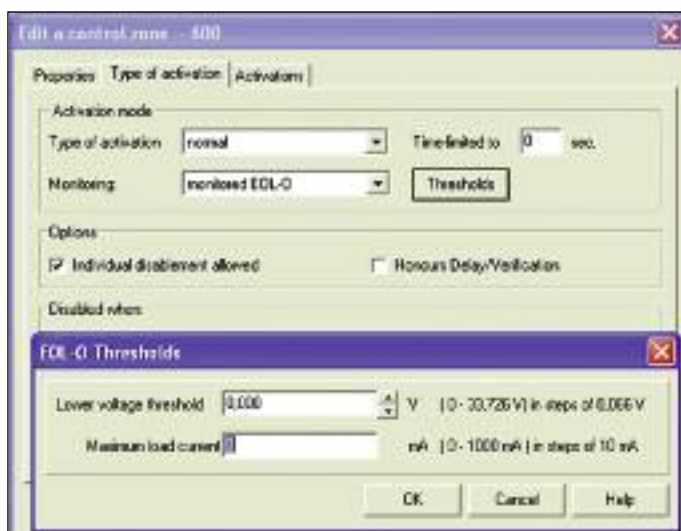 Edit a control zone - 600
Properties Type of activation Activations
Activation mode
Type of activation normal Time-limited to 0 sec.
Monitoring monitored EOL-O Thresholds
Options
Individual disablement allowed Honours Delay/Verification
Disabled when
EOL-O Thresholds
Lower voltage threshold 0,000 V ( 0 - 33,726 V) in steps of 0,066 V
Maximum load current 0 mA ( 0 - 1000 mA ) in steps of 10 mA
OK Cancel Help